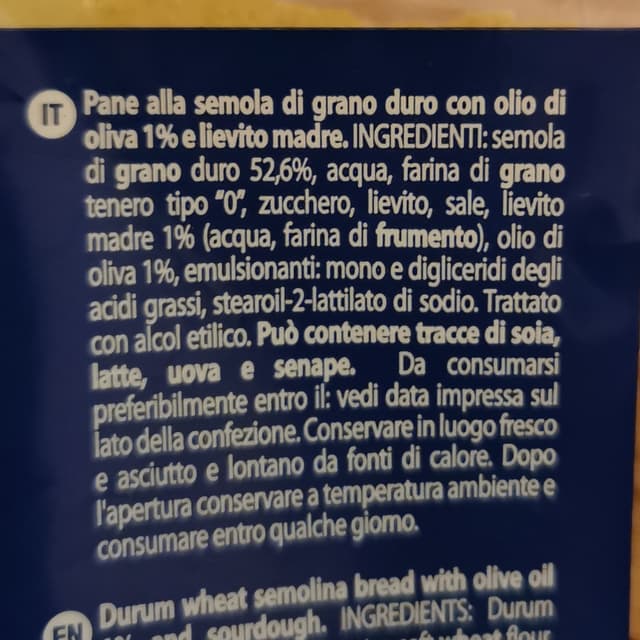 IT Pane alla semola di grano duro con olio di
oliva 1% e lievito madre. INGREDIENTI: semola
di grano duro 52,6%, acqua, farina di grano
tenero tipo "0", zucchero, lievito, sale, lievito
madre 1% (acqua, farina di frumento), olio di
oliva 1%, emulsionanti: mono e digliceridi degli
acidi grassi, stearoil-2-lattilato di sodio. Trattato
con alcol etilico. Può contenere tracce di soia,
latte, uova e senape. Da consumarsi
preferibilmente entro il: vedi data impressa sul
lato della confezione. Conservare in luogo fresco
e asciutto e lontano da fonti di calore. Dopo
l'apertura conservare a temperatura ambiente e
consumare entro qualche giorno.
EN Durum wheat semolina bread with olive oil
and sourdough. INGREDIENTS: Durum